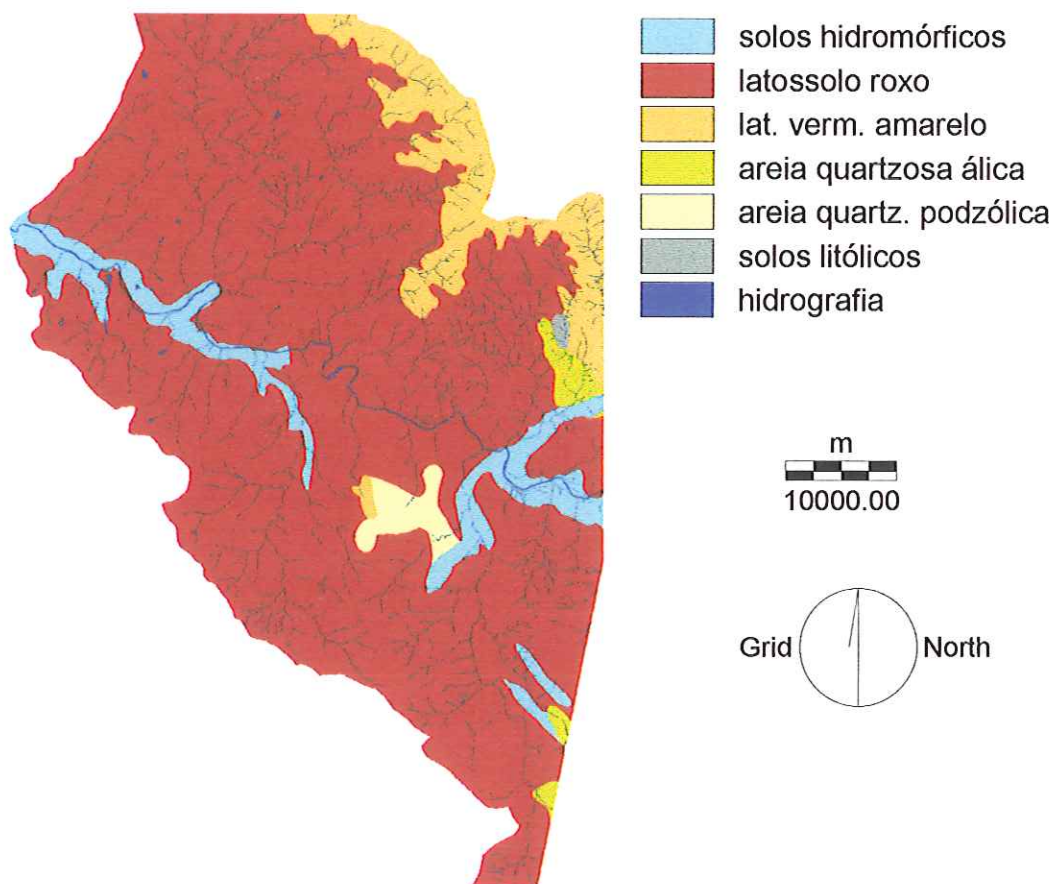 solos hidromórficos
latossolo roxo
lat. verm. amarelo
areia quartzosa álica
areia quartz. podzólica
solos litólicos
hidrografia
m
10000.00
Grid North